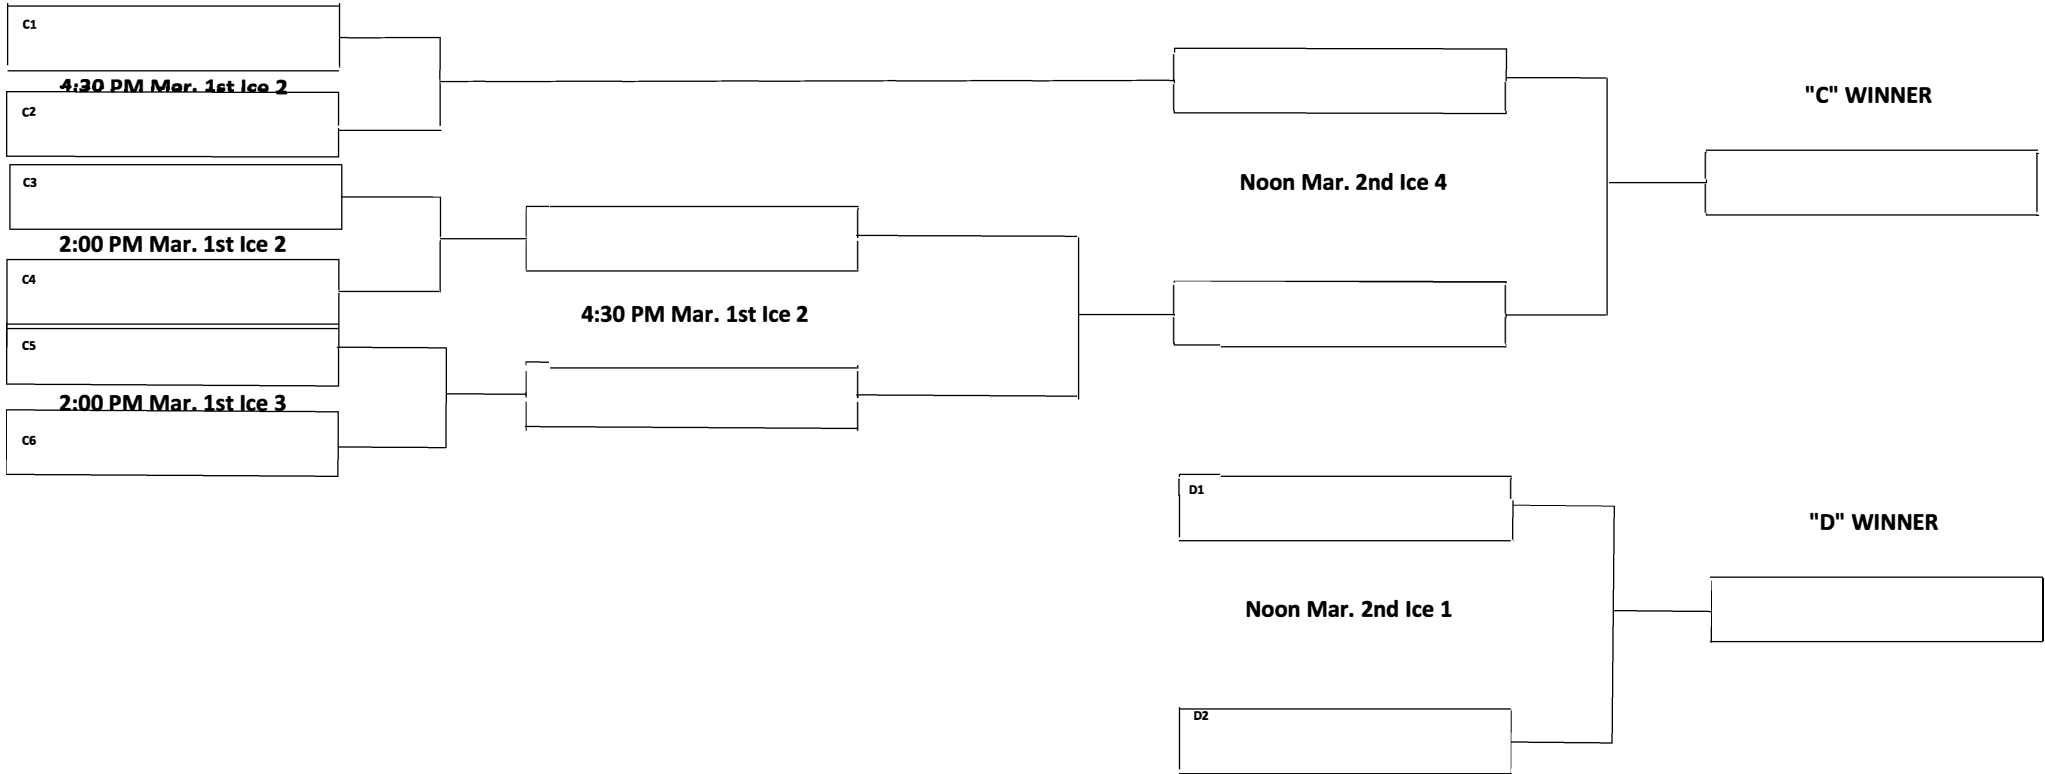 C1
4:30 PM Mar. 1st Ice 2
C2
C3
2:00 PM Mar. 1st Ice 2
C4
C5
2:00 PM Mar. 1st Ice 3
C6
4:30 PM Mar. 1st Ice 2
Noon Mar. 2nd Ice 4
"C" WINNER
D1
Noon Mar. 2nd Ice 1
D2
"D" WINNER